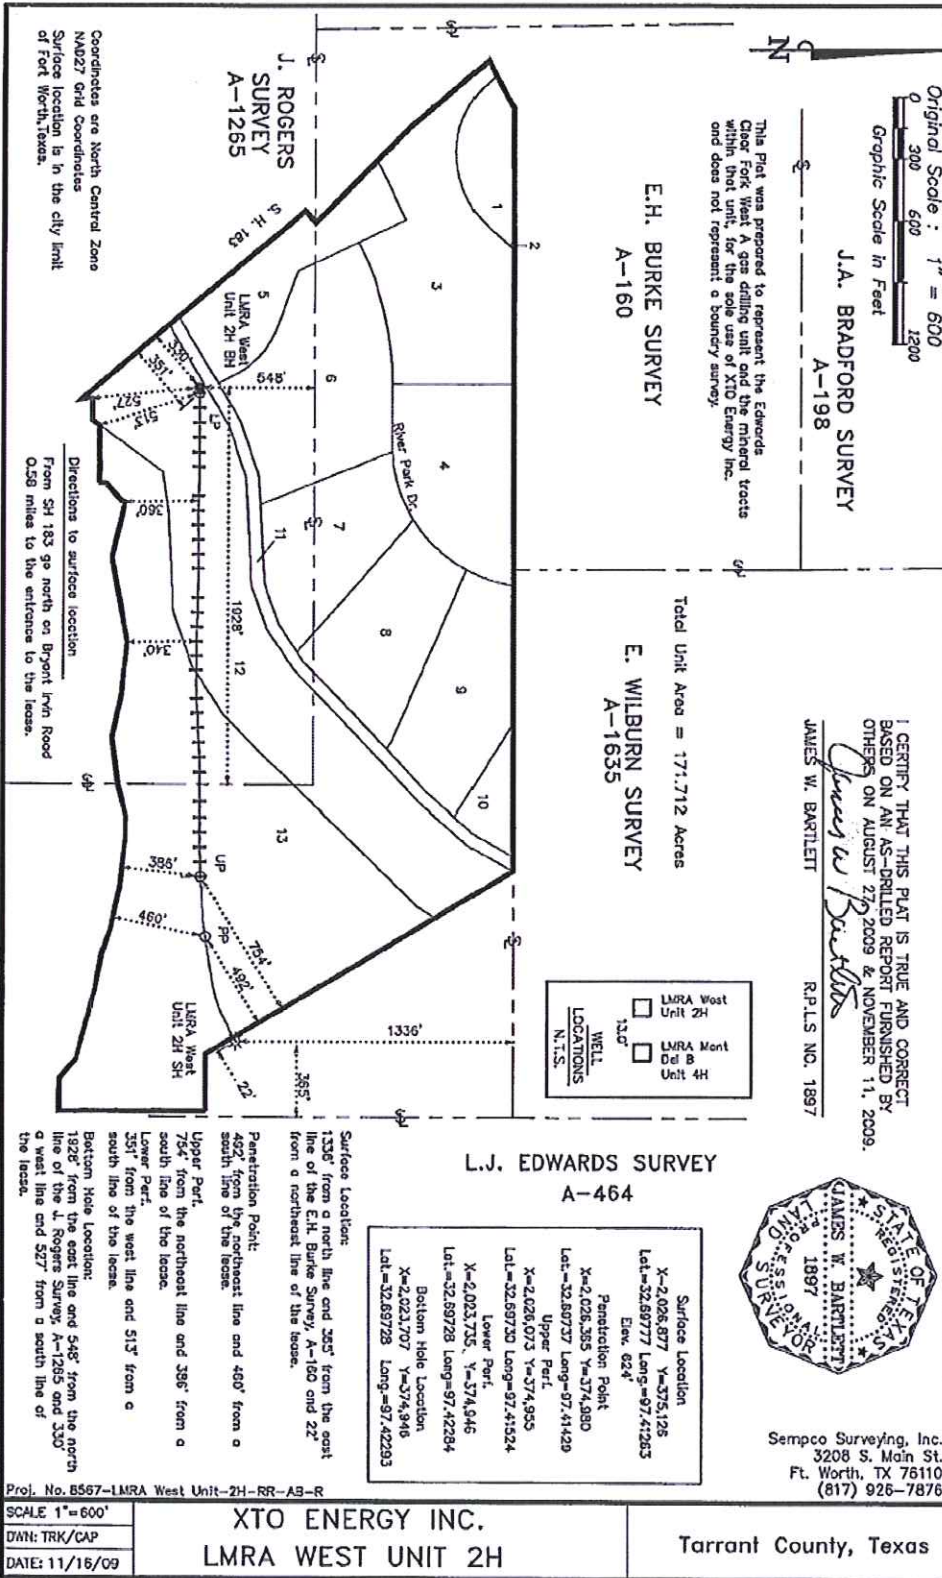 Original Scale : 1" = 600
0 300 600 1200
Graphic Scale in Feet
N
J.A. BRADFORD SURVEY
A-198
This Plat was prepared to represent the Edwards
Clear Fork West A gas drilling unit and the mineral tracts
within that unit, for the sole use of XTO Energy Inc.
and does not represent a boundry survey.
E.H. BURKE SURVEY
A-160
J. ROGERS
SURVEY
A-1265
Coordinates are North Central Zone
NAD27 Grid Coordinates
Surface location is in the city limit
of Fort Worth, Texas.
I CERTIFY THAT THIS PLAT IS TRUE AND CORRECT
BASED ON AN AS-DRILLED REPORT FURNISHED BY
OTHERS ON AUGUST 27, 2009 & NOVEMBER 11, 2009.
James W Bartlett
JAMES W. BARTLETT R.P.L.S NO. 1897
Total Unit Area = 171.712 Acres
E. WILBURN SURVEY
A-1635
1
2
3
4
5
6
7
8
9
10
11
12
13
River Park Dr.
S. H. 183
LMRA West
Unit 2H BH
330'
351'
527'
513'
548'
LP
360'
340'
1928'
386'
UP
460'
PP
754'
492'
LMRA West
Unit 2H SH
22'
365'
1336'
LMRA West
Unit 2H
13.0'
LMRA Mont
Del B
Unit 4H
WELL
LOCATIONS
N.T.S.
Directions to surface location
From SH 183 go north on Bryant Irvin Road
0.58 miles to the entrance to the lease.
L.J. EDWARDS SURVEY
A-464
STATE OF TEXAS
REGISTERED
JAMES W. BARTLETT
1897
PROFESSIONAL
LAND SURVEYOR
Sempco Surveying, Inc.
3208 S. Main St.
Ft. Worth, TX 76110
(817) 926-7876
Surface Location
X=2,026,877 Y=375,126
Lat.=32.69777 Long.=97.41263
Elev. 624'
Penetration Point
X=2,026,365 Y=374,980
Lat.=32.69737 Long=97.41429
Upper Perf.
X=2,026,073 Y=374,955
Lat.=32.69730 Long=97.41524
Lower Perf.
X=2,023,735, Y=374,946
Lat.=32.69728 Long=97.42284
Bottom Hole Location
X=2,023,707 Y=374,946
Lat.=32.69728 Long.=97.42293
Surface Location:
1336' from a north line and 365' from the east
line of the E.H. Burke Survey, A-160 and 22'
from a northeast line of the lease.
Penetration Point:
492' from the northeast line and 460' from a
south line of the lease.
Upper Perf.
754' from the northeast line and 386' from a
south line of the lease.
Lower Perf.
351' from the west line and 513' from a
south line of the lease.
Bottom Hole Location:
1928' from the east line and 548' from the north
line of the J. Rogers Survey, A-1265 and 330'
a west line and 527' from a south line of
the lease.
Proj. No. 8567-LMRA West Unit-2H-RR-AB-R
SCALE 1"=600'
DWN: TRK/CAP
DATE: 11/16/09
XTO ENERGY INC.
LMRA WEST UNIT 2H
Tarrant County, Texas